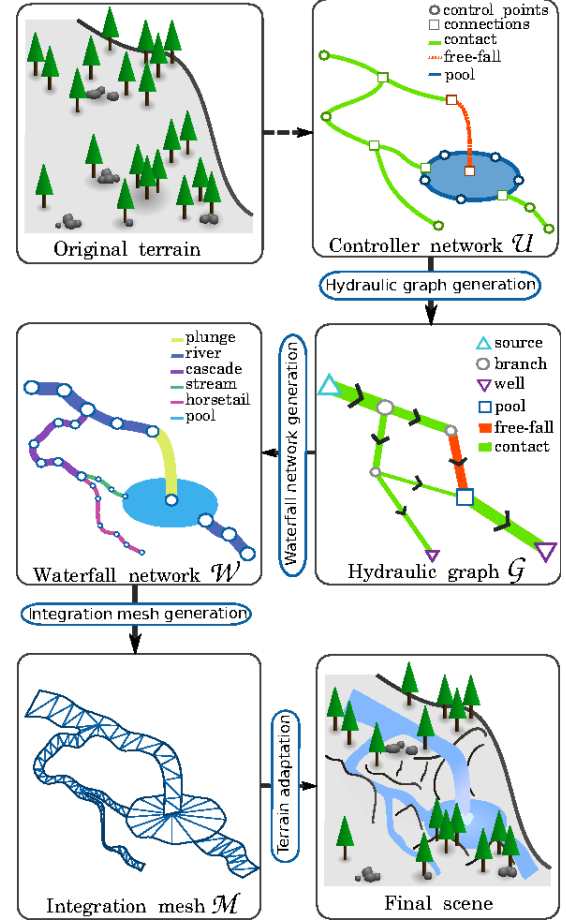 control points
connections
contact
free-fall
pool
Original terrain
Controller network 𝒰
Hydraulic graph generation
plunge
river
cascade
stream
horsetail
pool
Waterfall network generation
source
branch
well
pool
free-fall
contact
Waterfall network 𝒲
Hydraulic graph 𝒢
Integration mesh generation
Terrain adaptation
Integration mesh ℳ
Final scene